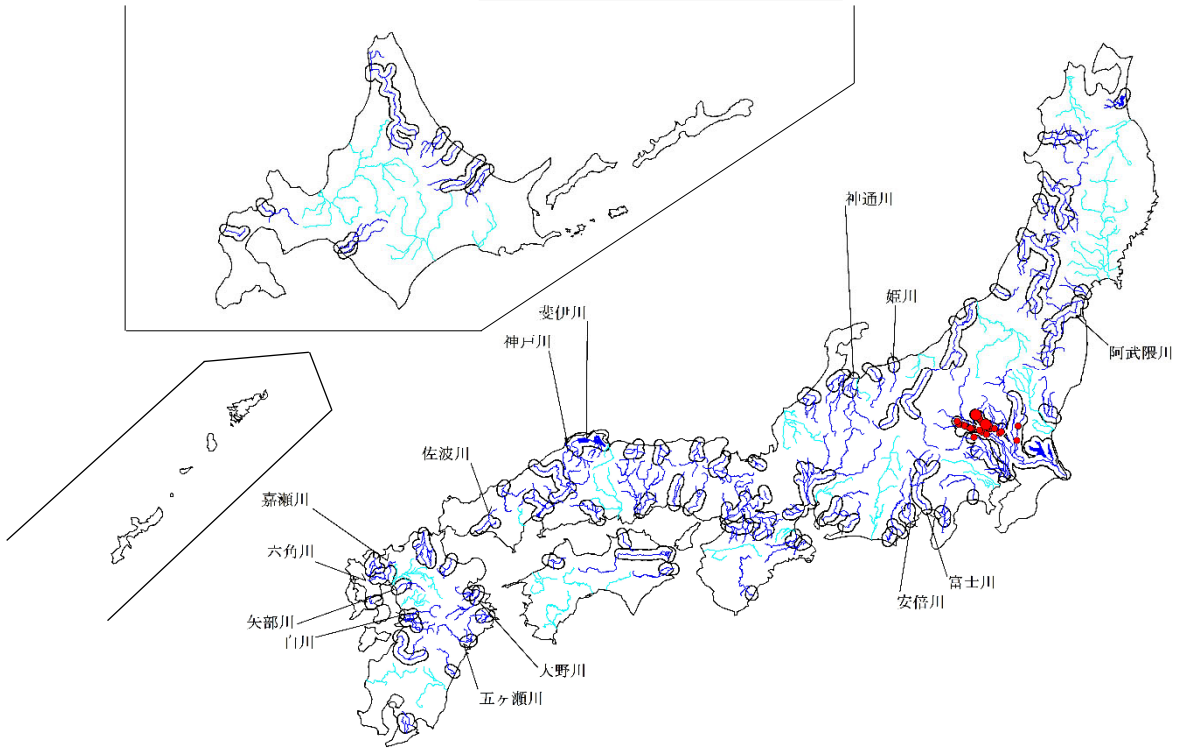 神通川
姫川
斐伊川
神戸川
阿武隈川
佐波川
嘉瀬川
六角川
矢部川
白川
大野川
五ヶ瀬川
富士川
安倍川